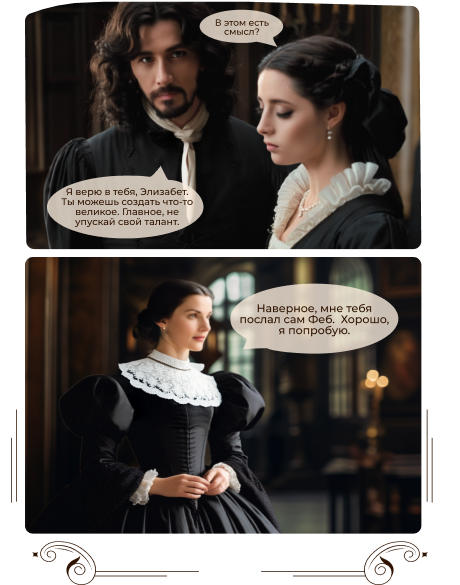 В этом есть
смысл?
Я верю в тебя, Элизабет.
Ты можешь создать что-то
великое. Главное, не
упускай свой талант.
Наверное, мне тебя
послал сам Феб. Хорошо,
я попробую.